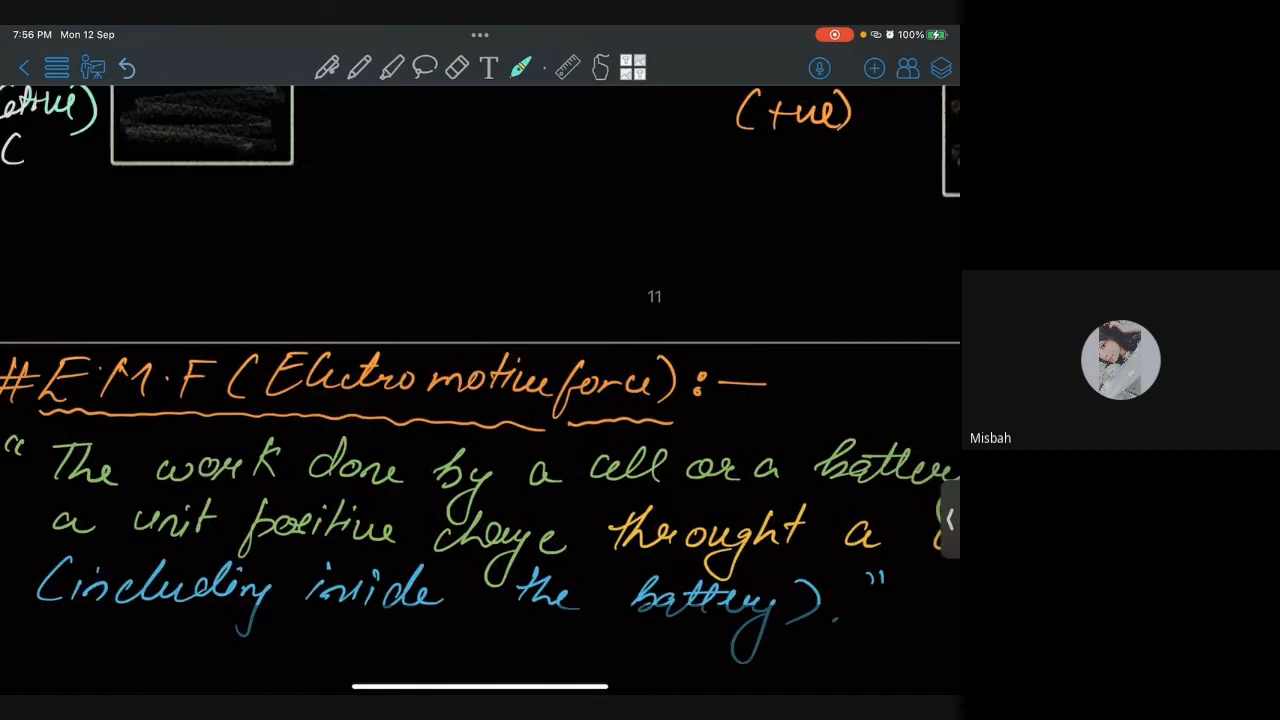 7:56 PM Mon 12 Sep
100%
T
(+ve)
C
11
#E.M.F (Electromotive force) :—
"The work done by a cell or a
a unit positive charge throught a
(including inside the battery)."
Misbah